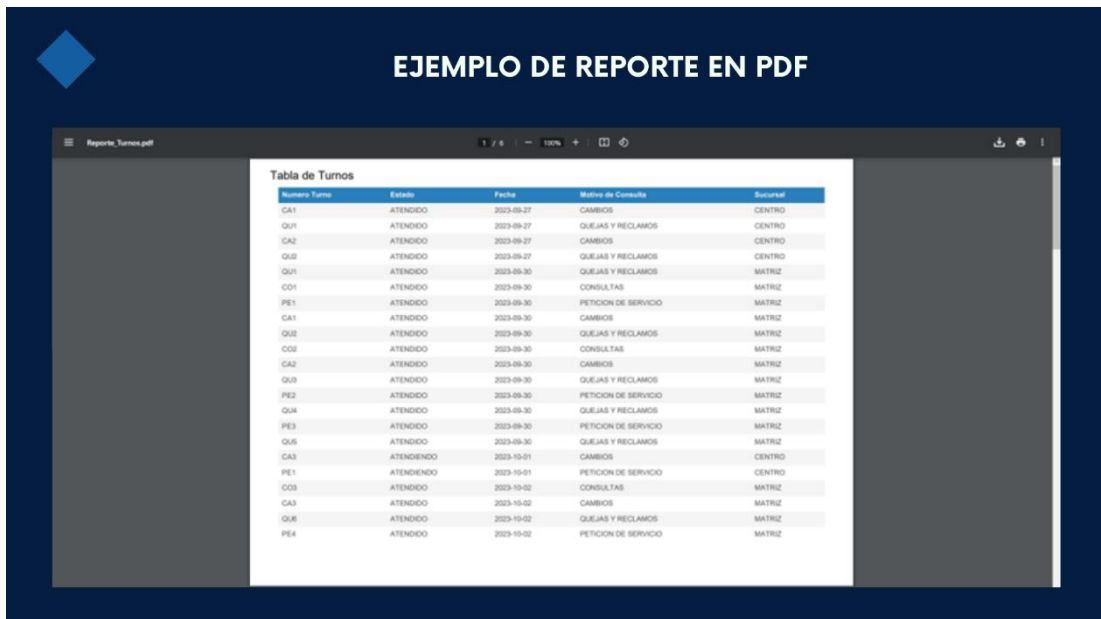 EJEMPLO DE REPORTE EN PDF
Reporte_Turnos.pdf 1 / 6 100%
Tabla de Turnos
Numero Turno Estado Fecha Motivo de Consulta Sucursal
CA1 ATENDIDO 2023-09-27 CAMBIOS CENTRO
QU1 ATENDIDO 2023-09-27 QUEJAS Y RECLAMOS CENTRO
CA2 ATENDIDO 2023-09-27 CAMBIOS CENTRO
QU2 ATENDIDO 2023-09-27 QUEJAS Y RECLAMOS CENTRO
QU1 ATENDIDO 2023-09-30 QUEJAS Y RECLAMOS MATRIZ
CO1 ATENDIDO 2023-09-30 CONSULTAS MATRIZ
PE1 ATENDIDO 2023-09-30 PETICION DE SERVICIO MATRIZ
CA1 ATENDIDO 2023-09-30 CAMBIOS MATRIZ
QU2 ATENDIDO 2023-09-30 QUEJAS Y RECLAMOS MATRIZ
CO2 ATENDIDO 2023-09-30 CONSULTAS MATRIZ
CA2 ATENDIDO 2023-09-30 CAMBIOS MATRIZ
QU3 ATENDIDO 2023-09-30 QUEJAS Y RECLAMOS MATRIZ
PE2 ATENDIDO 2023-09-30 PETICION DE SERVICIO MATRIZ
QU4 ATENDIDO 2023-09-30 QUEJAS Y RECLAMOS MATRIZ
PE3 ATENDIDO 2023-09-30 PETICION DE SERVICIO MATRIZ
QU5 ATENDIDO 2023-09-30 QUEJAS Y RECLAMOS MATRIZ
CA3 ATENDIENDO 2023-10-01 CAMBIOS CENTRO
PE1 ATENDIENDO 2023-10-01 PETICION DE SERVICIO CENTRO
CO3 ATENDIDO 2023-10-02 CONSULTAS MATRIZ
CA3 ATENDIDO 2023-10-02 CAMBIOS MATRIZ
QU6 ATENDIDO 2023-10-02 QUEJAS Y RECLAMOS MATRIZ
PE4 ATENDIDO 2023-10-02 PETICION DE SERVICIO MATRIZ